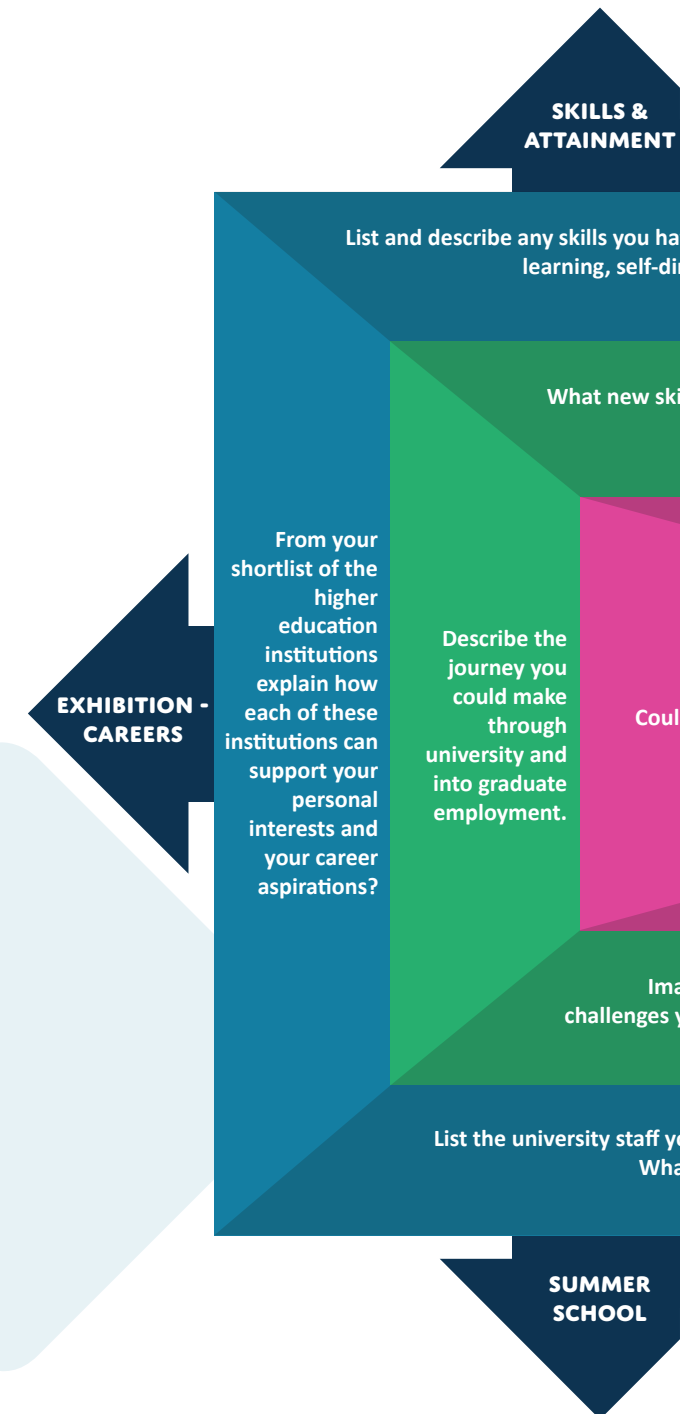 SKILLS &
ATTAINMENT
List and describe any skills you ha
learning, self-di
What new ski
From your
shortlist of the
higher
education
institutions
explain how
each of these
institutions can
support your
personal
interests and
your career
aspirations?
Describe the
journey you
could make
through
university and
into graduate
employment.
Coul
EXHIBITION -
CAREERS
Ima
challenges y
List the university staff yo
Wha
SUMMER
SCHOOL